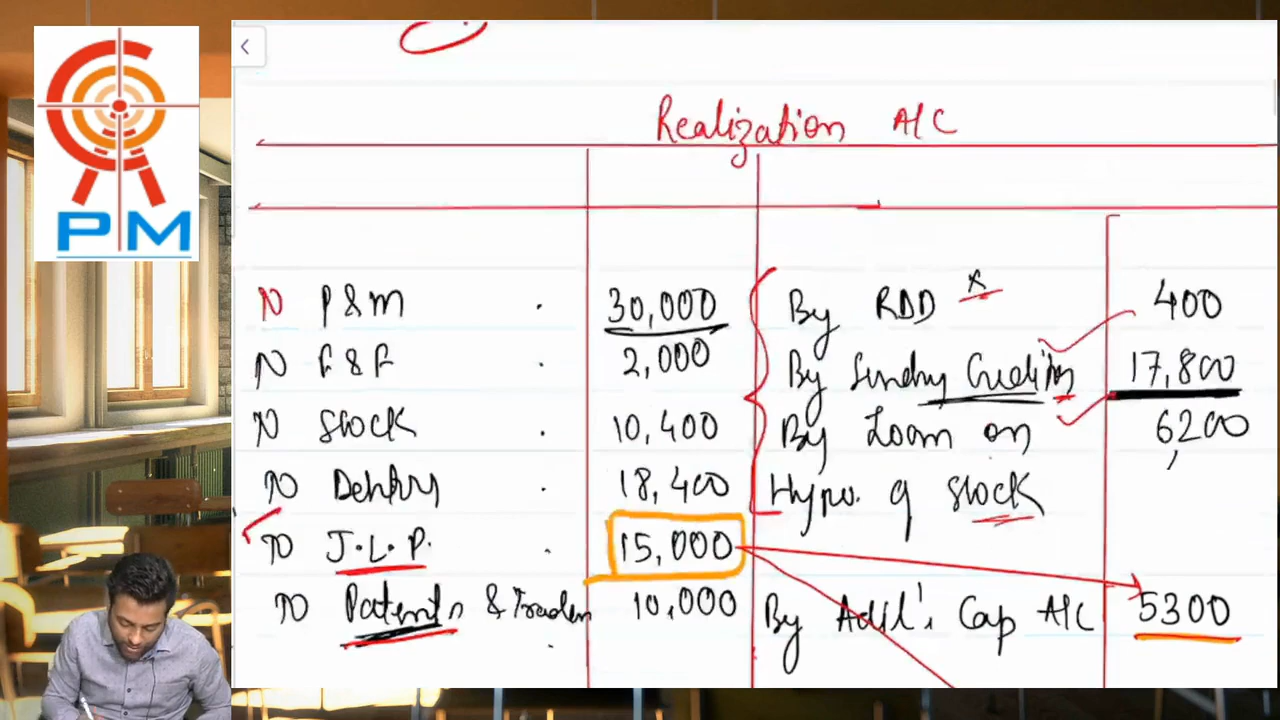 PM
Realization A/C
To P & M 30,000 By RDD 400
To F & F 2,000 By Sundry Creditors 17,800
To Stock 10,400 By Loan on 6200
To Debtors 18,400 Hypo. of Stock
To J.L.P. 15,000
To Patents & 10,000 By Adil's Cap A/C 5300